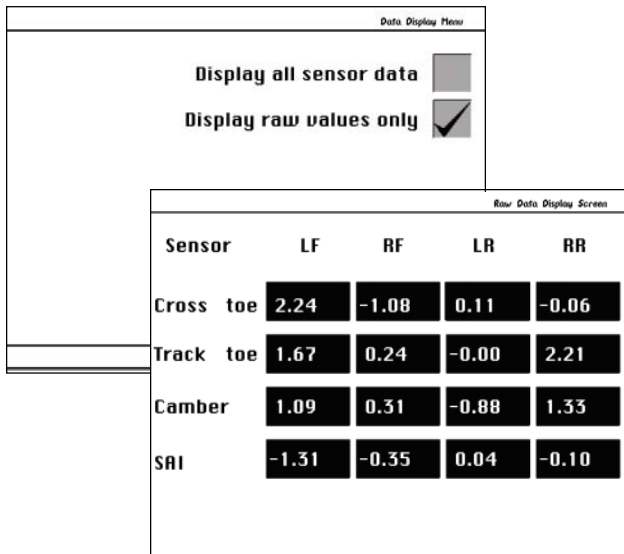 Data Display Menu
Display all sensor data
Display raw values only
Raw Data Display Screen
Sensor LF RF LR RR
Cross toe 2.24 -1.08 0.11 -0.06
Track toe 1.67 0.24 -0.00 2.21
Camber 1.09 0.31 -0.88 1.33
SAI -1.31 -0.35 0.04 -0.10